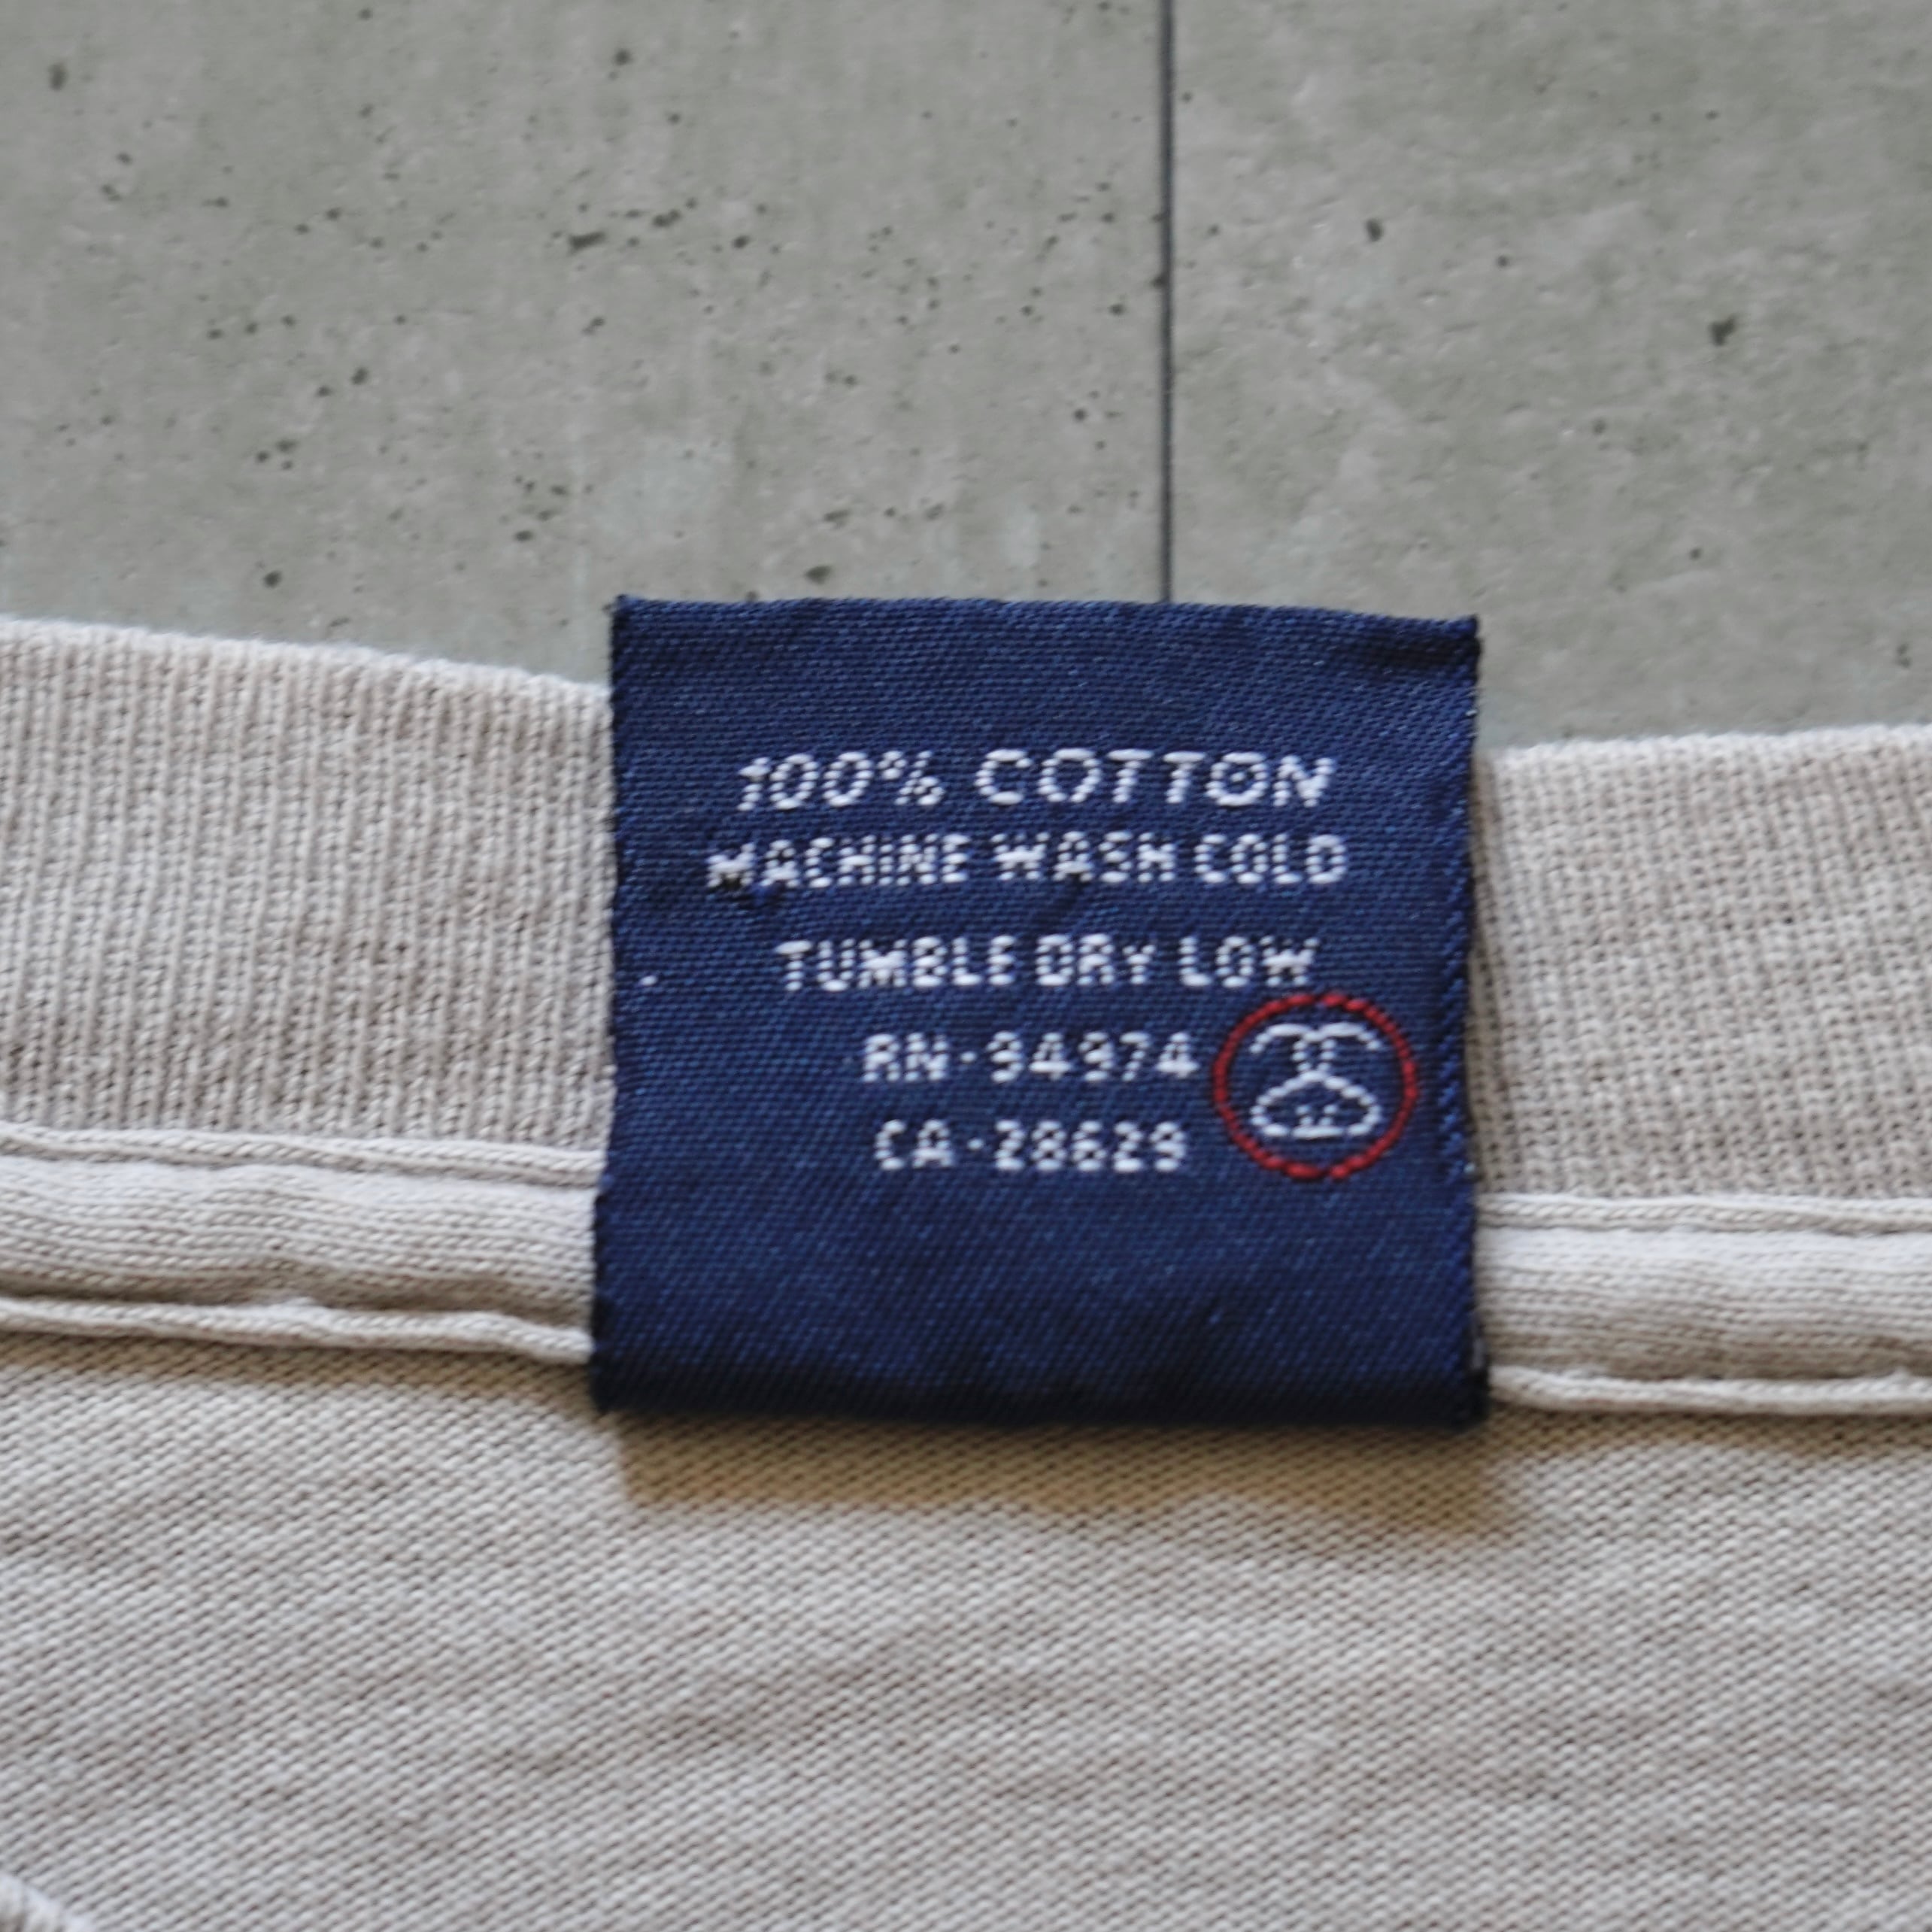 100% COTTON
MACHINE WASH COLD
TUMBLE DRY LOW
RN-94974
CA-28629